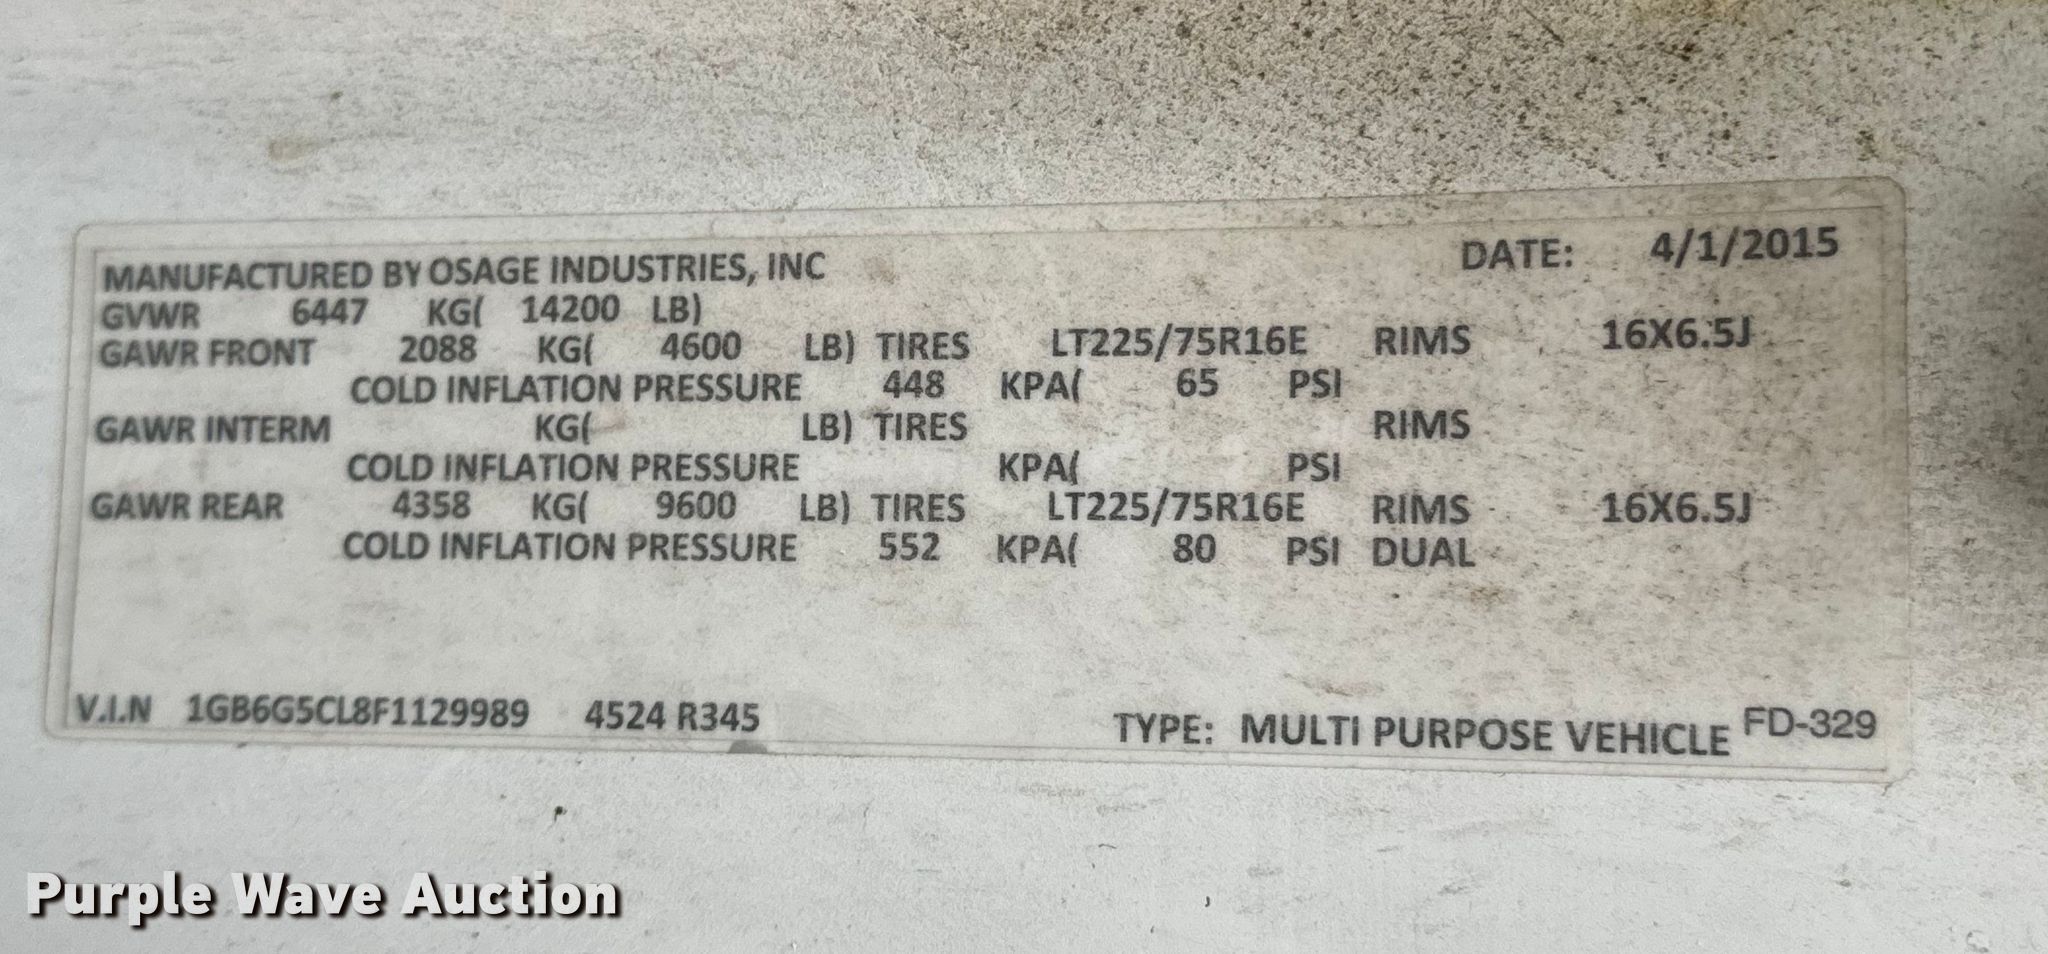 MANUFACTURED BY OSAGE INDUSTRIES, INC DATE: 4/1/2015
GVWR 6447 KG( 14200 LB)
GAWR FRONT 2088 KG( 4600 LB) TIRES LT225/75R16E RIMS 16X6.5J
COLD INFLATION PRESSURE 448 KPA( 65 PSI
GAWR INTERM KG( LB) TIRES RIMS
COLD INFLATION PRESSURE KPA( PSI
GAWR REAR 4358 KG( 9600 LB) TIRES LT225/75R16E RIMS 16X6.5J
COLD INFLATION PRESSURE 552 KPA( 80 PSI DUAL
V.I.N 1GB6G5CL8F1129989 4524 R345 TYPE: MULTI PURPOSE VEHICLE FD-329
Purple Wave Auction